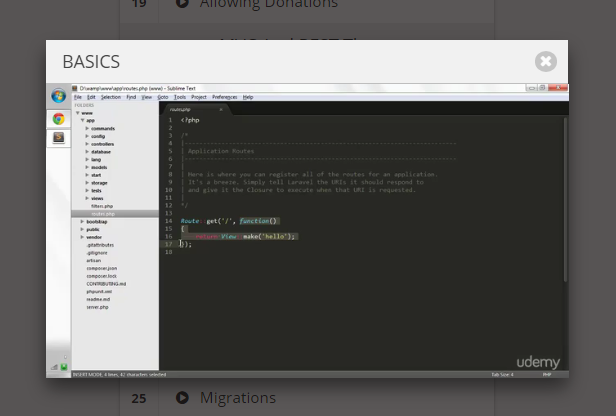 19 Allowing Donations
BASICS
D:\wamp\www\app\routes.php (www) - Sublime Text
File Edit Selection Find View Goto Tools Project Preferences Help
FOLDERS
www
app
commands
config
controllers
database
lang
models
start
storage
tests
views
filters.php
routes.php
bootstrap
public
vendor
.gitattributes
.gitignore
artisan
composer.json
composer.lock
CONTRIBUTING.md
phpunit.xml
readme.md
server.php
routes.php
1 <?php
2
3 /*
4 |--------------------------------------------------------------------------
5 | Application Routes
6 |--------------------------------------------------------------------------
7 |
8 | Here is where you can register all of the routes for an application.
9 | It's a breeze. Simply tell Laravel the URIs it should respond to
10 | and give it the Closure to execute when that URI is requested.
11 |
12 */
13
14 Route::get('/', function()
15 {
16 return View::make('hello');
17 });
18
udemy
INSERT MODE, 4 lines, 42 characters selected Tab Size: 4 PHP
25 Migrations